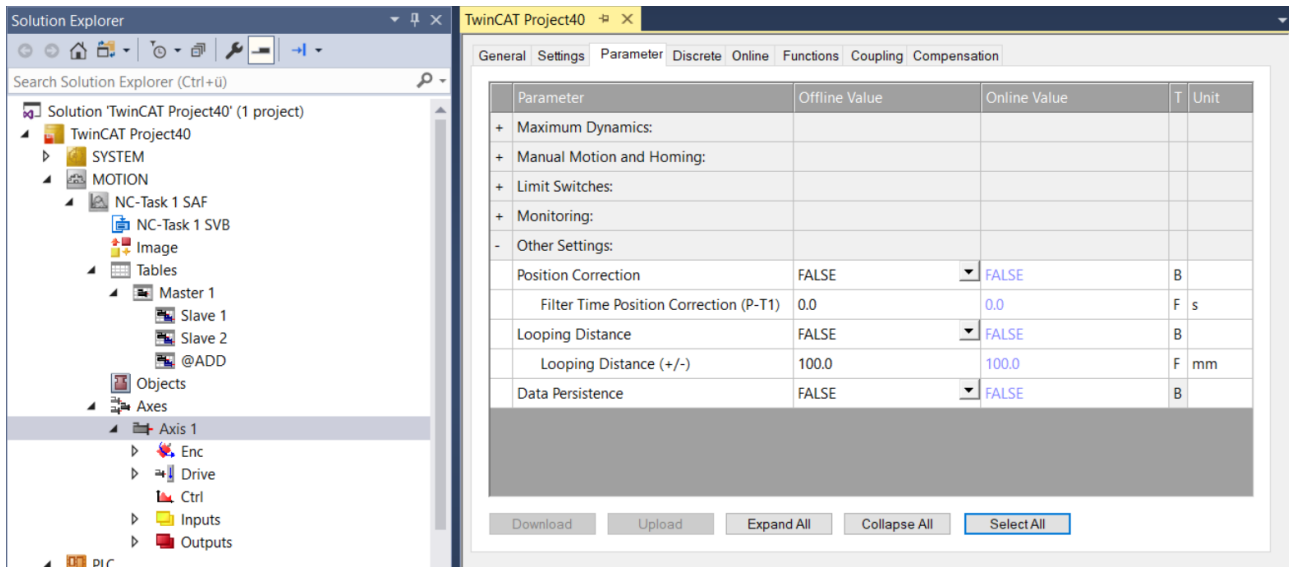 Solution Explorer
Search Solution Explorer (Ctrl+ü)
Solution 'TwinCAT Project40' (1 project)
TwinCAT Project40
SYSTEM
MOTION
NC-Task 1 SAF
NC-Task 1 SVB
Image
Tables
Master 1
Slave 1
Slave 2
@ADD
Objects
Axes
Axis 1
Enc
Drive
Ctrl
Inputs
Outputs
PLC
TwinCAT Project40
General Settings Parameter Discrete Online Functions Coupling Compensation
Parameter Offline Value Online Value T Unit
+ Maximum Dynamics:
+ Manual Motion and Homing:
+ Limit Switches:
+ Monitoring:
- Other Settings:
Position Correction FALSE FALSE B
Filter Time Position Correction (P-T1) 0.0 0.0 F s
Looping Distance FALSE FALSE B
Looping Distance (+/-) 100.0 100.0 F mm
Data Persistence FALSE FALSE B
Download Upload Expand All Collapse All Select All